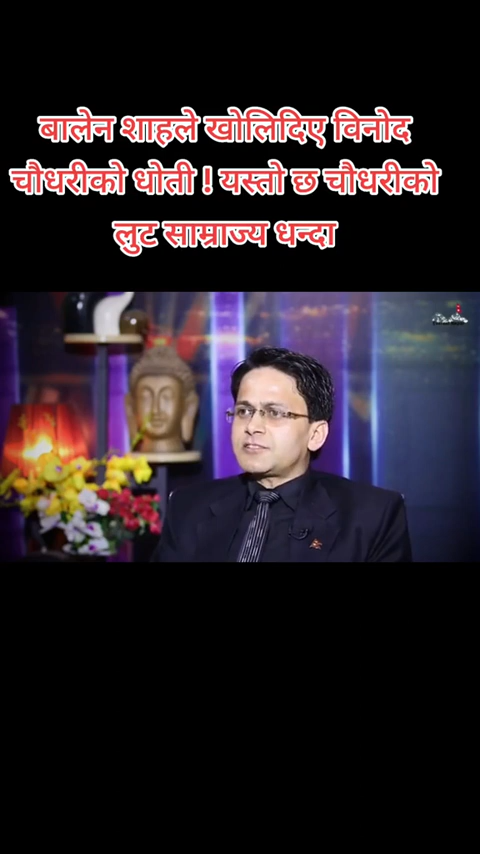 बालेन शाहले खोलिदिए विनोद
चौधरीको धोती ! यस्तो छ चौधरीको
लुट साम्राज्य धन्दा